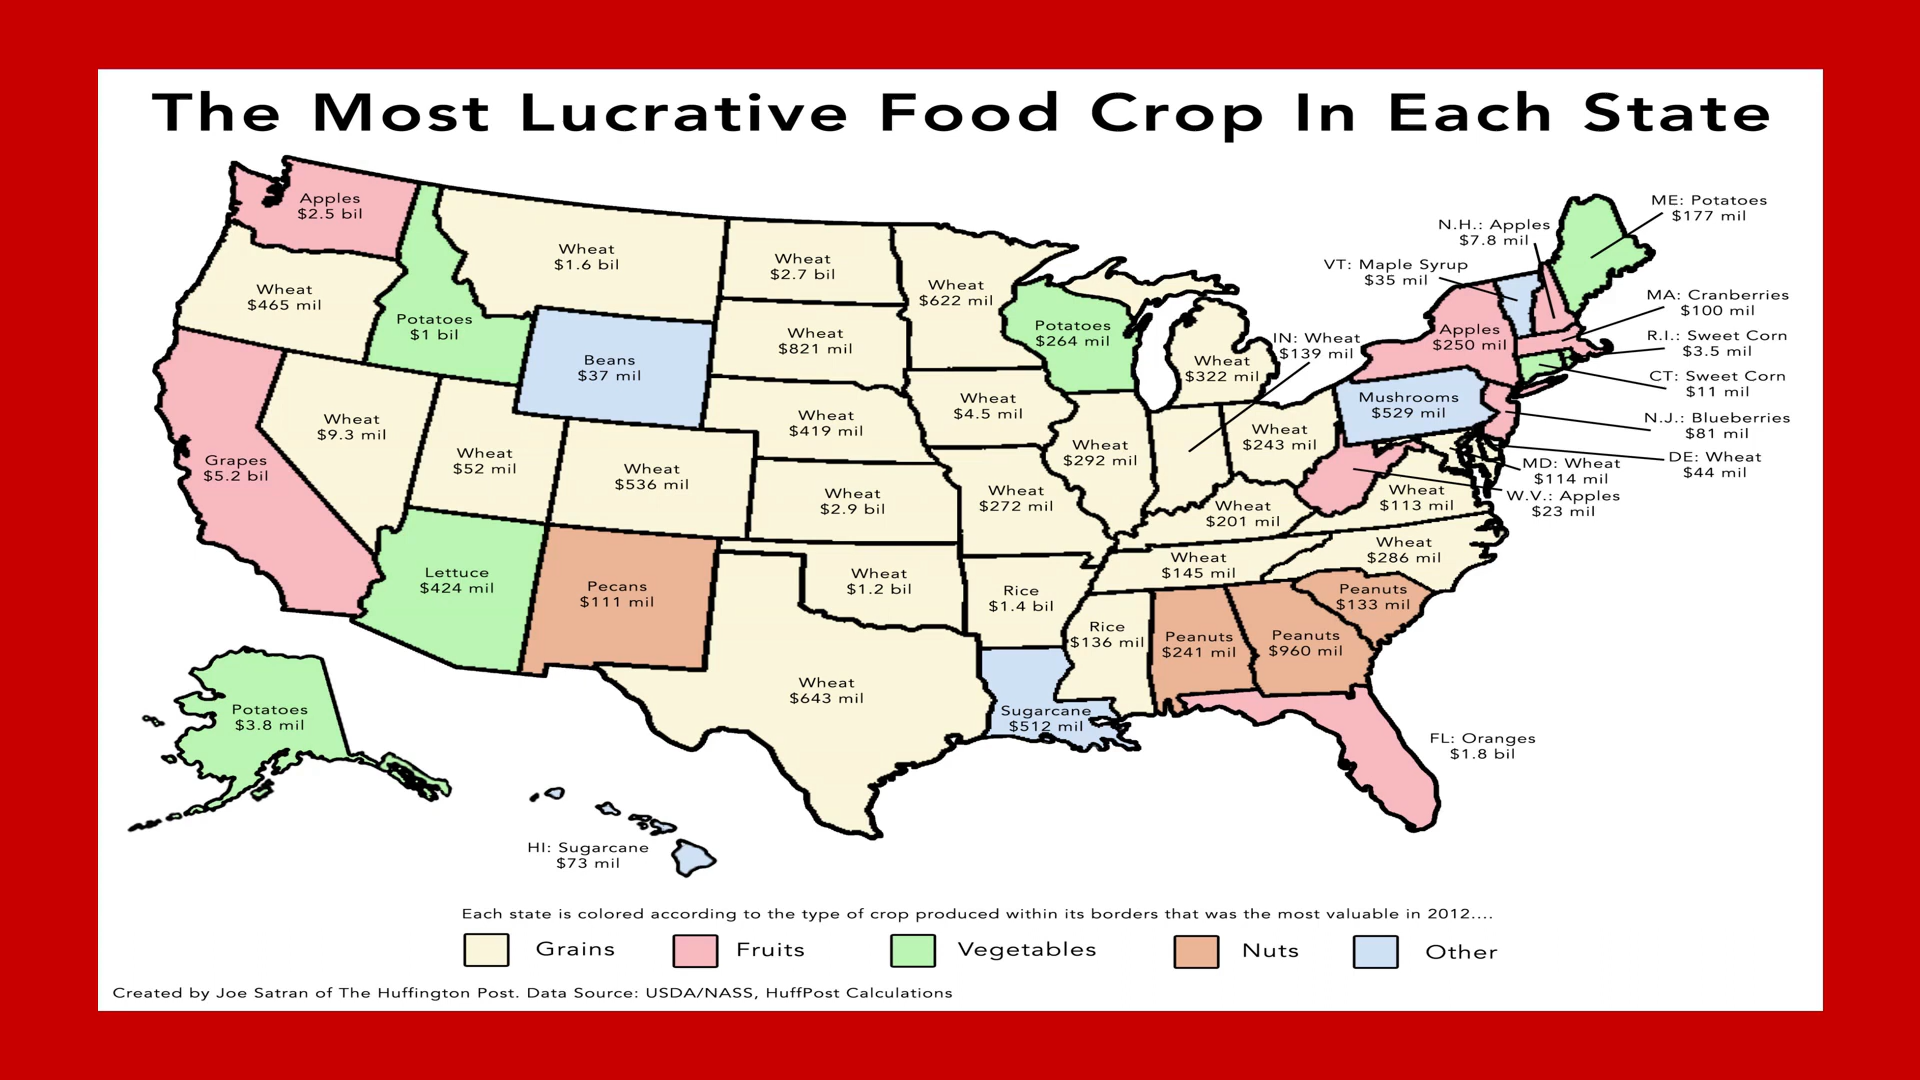 The Most Lucrative Food Crop In Each State
Apples
$2.5 bil
Wheat
$465 mil
Potatoes
$1 bil
Wheat
$1.6 bil
Wheat
$2.7 bil
Wheat
$622 mil
Potatoes
$264 mil
Wheat
$322 mil
IN: Wheat
$139 mil
VT: Maple Syrup
$35 mil
N.H.: Apples
$7.8 mil
ME: Potatoes
$177 mil
MA: Cranberries
$100 mil
R.I.: Sweet Corn
$3.5 mil
CT: Sweet Corn
$11 mil
N.J.: Blueberries
$81 mil
DE: Wheat
$44 mil
MD: Wheat
$114 mil
W.V.: Apples
$23 mil
Apples
$250 mil
Mushrooms
$529 mil
Beans
$37 mil
Wheat
$821 mil
Wheat
$4.5 mil
Wheat
$419 mil
Grapes
$5.2 bil
Wheat
$9.3 mil
Wheat
$52 mil
Wheat
$536 mil
Wheat
$2.9 bil
Wheat
$272 mil
Wheat
$292 mil
Wheat
$243 mil
Wheat
$201 mil
Wheat
$113 mil
Wheat
$286 mil
Wheat
$145 mil
Lettuce
$424 mil
Pecans
$111 mil
Wheat
$1.2 bil
Rice
$1.4 bil
Rice
$136 mil
Peanuts
$241 mil
Peanuts
$960 mil
Peanuts
$133 mil
Wheat
$643 mil
Sugarcane
$512 mil
FL: Oranges
$1.8 bil
Potatoes
$3.8 mil
HI: Sugarcane
$73 mil
Each state is colored according to the type of crop produced within its borders that was the most valuable in 2012....
Grains
Fruits
Vegetables
Nuts
Other
Created by Joe Satran of The Huffington Post. Data Source: USDA/NASS, HuffPost Calculations